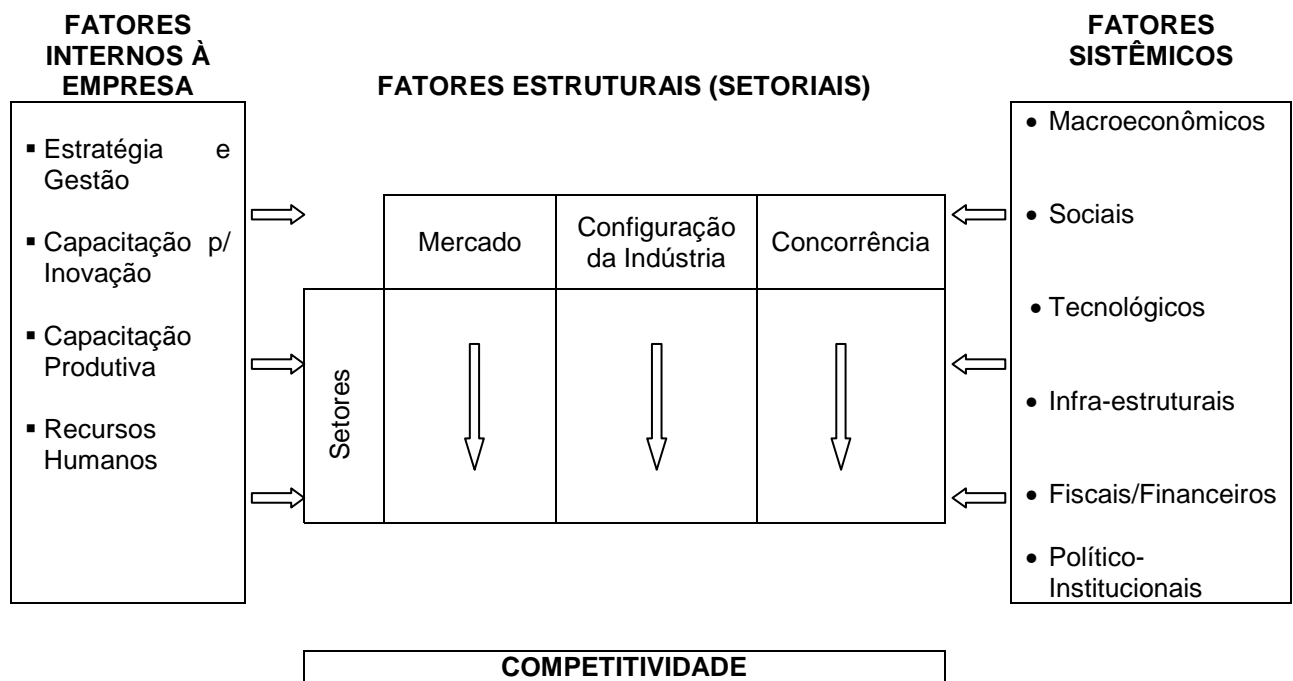 FATORES
INTERNOS À
EMPRESA
▪ Estratégia e
Gestão
▪ Capacitação p/
Inovação
▪ Capacitação
Produtiva
▪ Recursos
Humanos
FATORES ESTRUTURAIS (SETORIAIS)
Mercado
Configuração
da Indústria
Concorrência
Setores
FATORES
SISTÊMICOS
• Macroeconômicos
• Sociais
• Tecnológicos
• Infra-estruturais
• Fiscais/Financeiros
• Político-
Institucionais
COMPETITIVIDADE